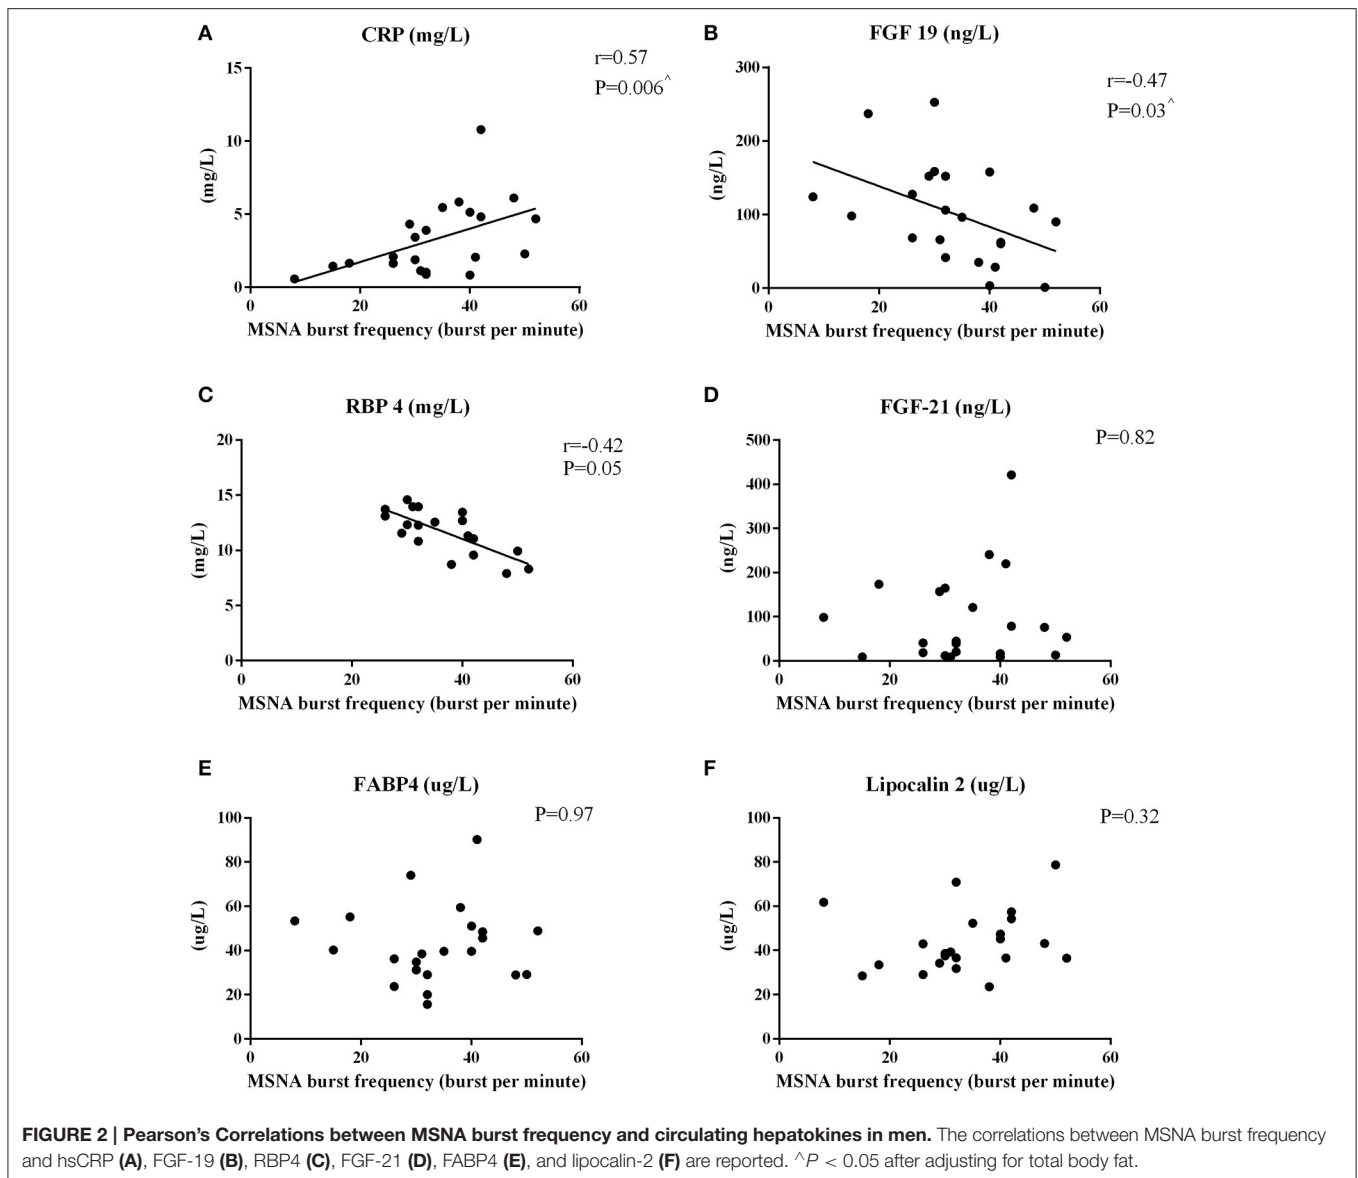 A
CRP (mg/L)
r=0.57
P=0.006^
15
10
5
0
(mg/L)
0 20 40 60
MSNA burst frequency (burst per minute)
B
FGF 19 (ng/L)
r=-0.47
P=0.03^
300
200
100
0
(ng/L)
0 20 40 60
MSNA burst frequency (burst per minute)
C
RBP 4 (mg/L)
r=-0.42
P=0.05
20
15
10
5
0
(mg/L)
0 20 40 60
MSNA burst frequency (burst per minute)
D
FGF-21 (ng/L)
P=0.82
500
400
300
200
100
0
(ng/L)
0 20 40 60
MSNA burst frequency (burst per minute)
E
FABP4 (ug/L)
P=0.97
100
80
60
40
20
0
(ug/L)
0 20 40 60
MSNA burst frequency (burst per minute)
F
Lipocalin 2 (ug/L)
P=0.32
100
80
60
40
20
0
(ug/L)
0 20 40 60
MSNA burst frequency (burst per minute)
FIGURE 2 | Pearson's Correlations between MSNA burst frequency and circulating hepatokines in men. The correlations between MSNA burst frequency
and hsCRP (A), FGF-19 (B), RBP4 (C), FGF-21 (D), FABP4 (E), and lipocalin-2 (F) are reported. ^P < 0.05 after adjusting for total body fat.